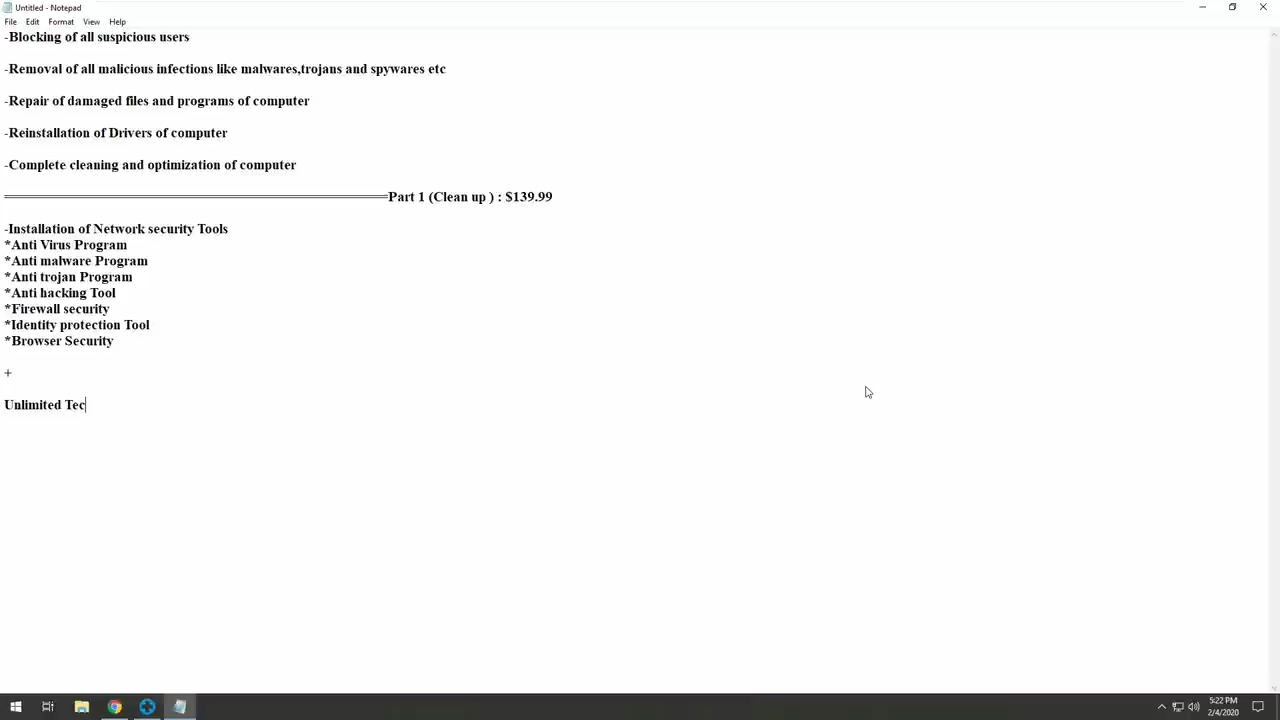 Untitled - Notepad
File Edit Format View Help
-Blocking of all suspicious users
-Removal of all malicious infections like malwares,trojans and spywares etc
-Repair of damaged files and programs of computer
-Reinstallation of Drivers of computer
-Complete cleaning and optimization of computer
================================================Part 1 (Clean up ) : $139.99
-Installation of Network security Tools
*Anti Virus Program
*Anti malware Program
*Anti trojan Program
*Anti hacking Tool
*Firewall security
*Identity protection Tool
*Browser Security
+
Unlimited Tec
5:22 PM
2/4/2020